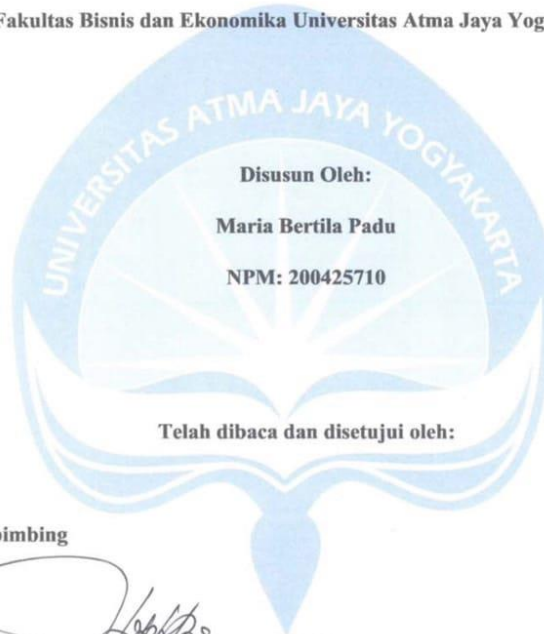 Fakultas Bisnis dan Ekonomika Universitas Atma Jaya Yog
UNIVERSITAS ATMA JAYA YOGYAKARTA
Disusun Oleh:
Maria Bertila Padu
NPM: 200425710
Telah dibaca dan disetujui oleh:
bimbing